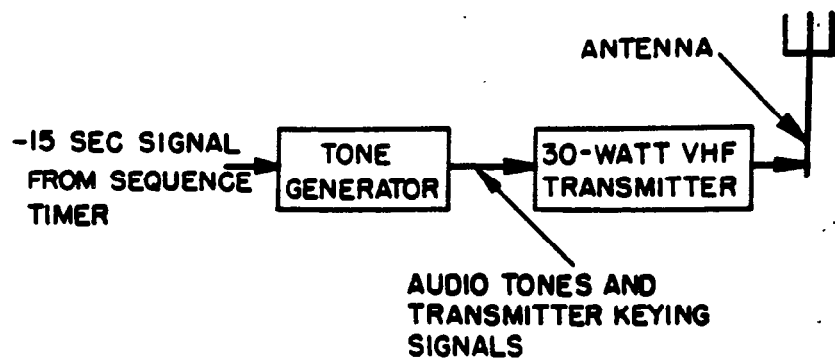 ANTENNA
-15 SEC SIGNAL
FROM SEQUENCE
TIMER
TONE
GENERATOR
30-WATT VHF
TRANSMITTER
AUDIO TONES AND
TRANSMITTER KEYING
SIGNALS